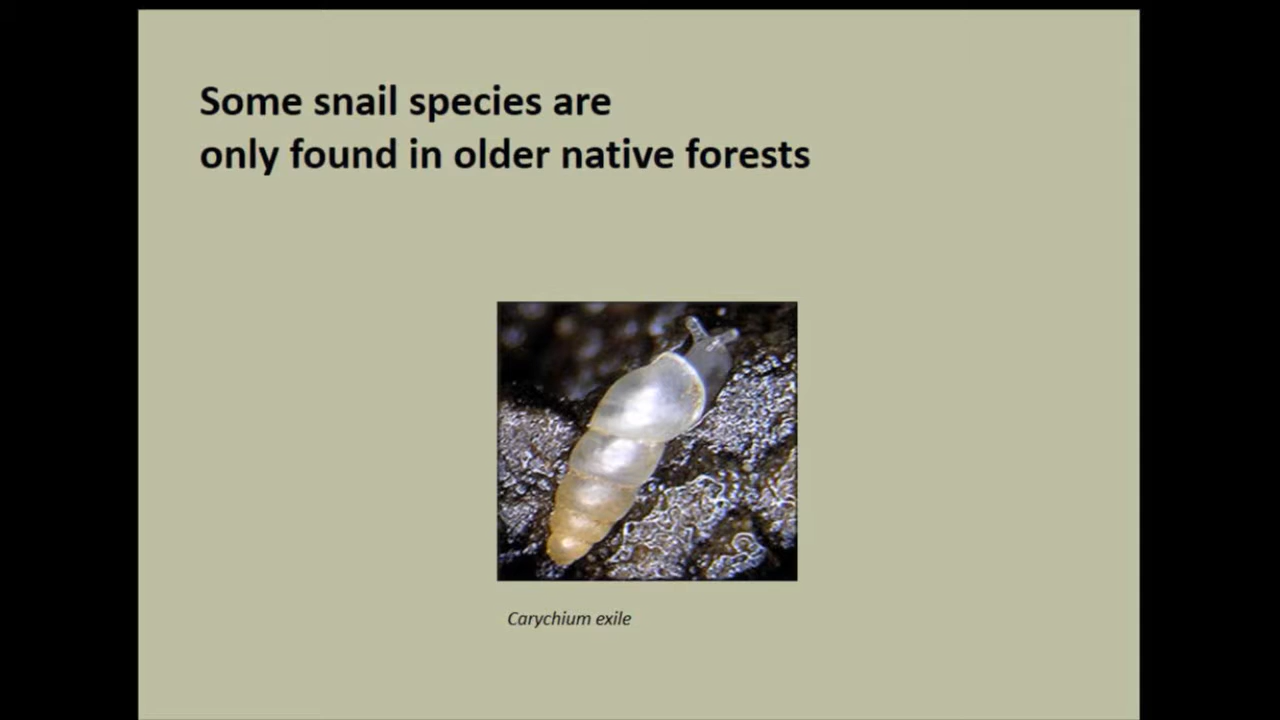 Some snail species are
only found in older native forests
Carychium exile